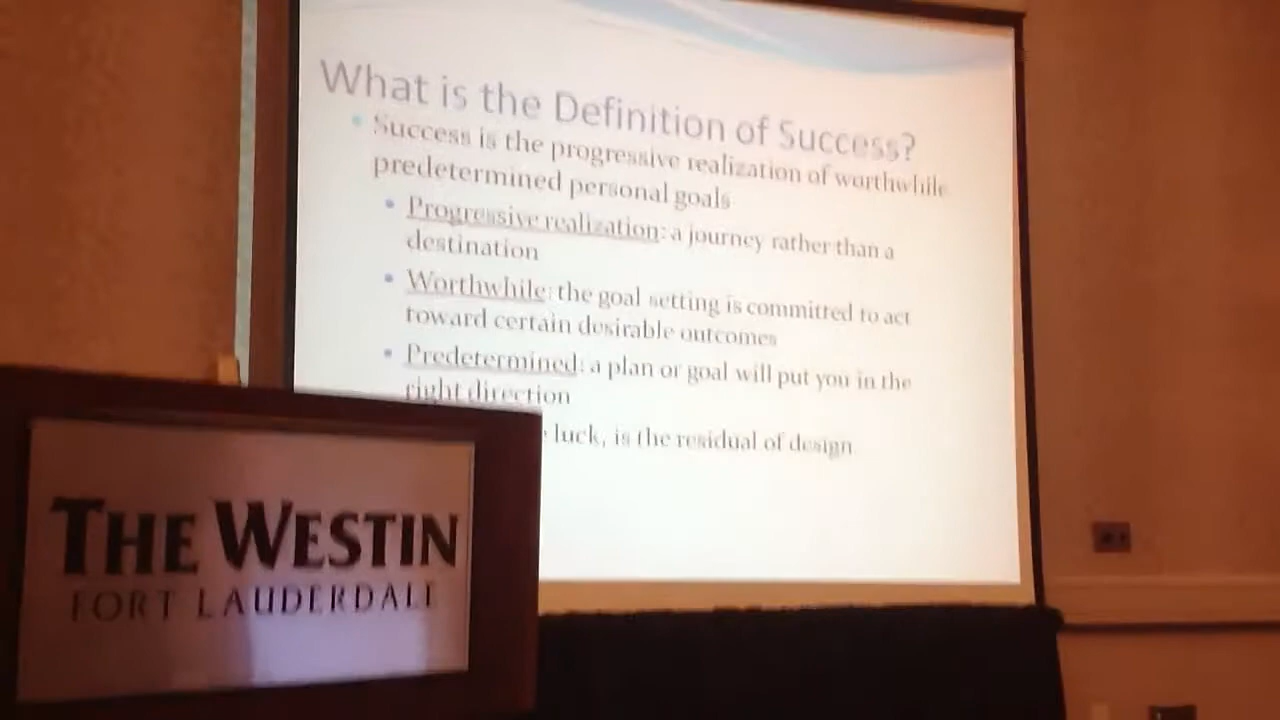 What is the Definition of Success?
Success is the progressive realization of worthwhile
predetermined personal goals
Progressive realization: a journey rather than a
destination
Worthwhile: the goal setting is committed to act
toward certain desirable outcomes
Predetermined: a plan or goal will put you in the
right direction
luck, is the residual of design
THE WESTIN
FORT LAUDERDALE